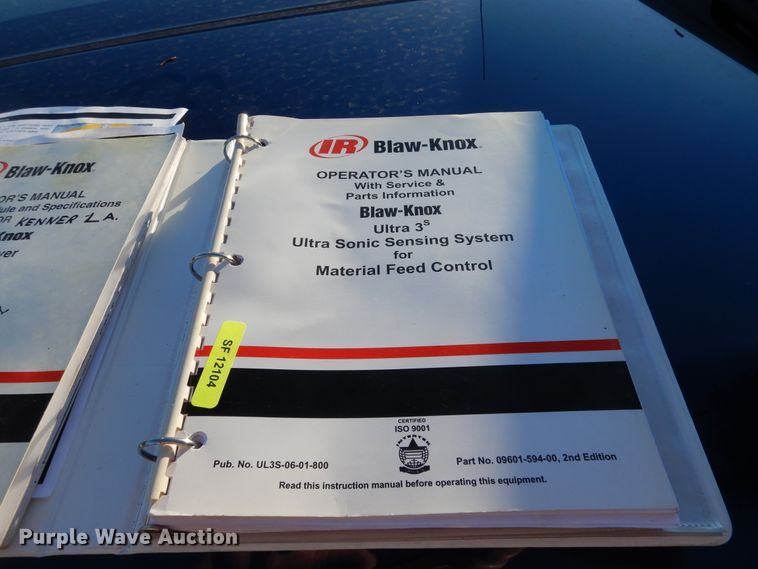 Blaw-Knox
OR'S MANUAL
ule and Specifications
OR KENNER LA.
Knox
ver
IR Blaw-Knox
OPERATOR'S MANUAL
With Service &
Parts Information
Blaw-Knox
Ultra 3S
Ultra Sonic Sensing System
for
Material Feed Control
SF 12104
CERTIFIED
ISO 9001
INTERTEK
Pub. No. UL3S-06-01-800
Part No. 09601-594-00, 2nd Edition
Read this instruction manual before operating this equipment.
Purple Wave Auction